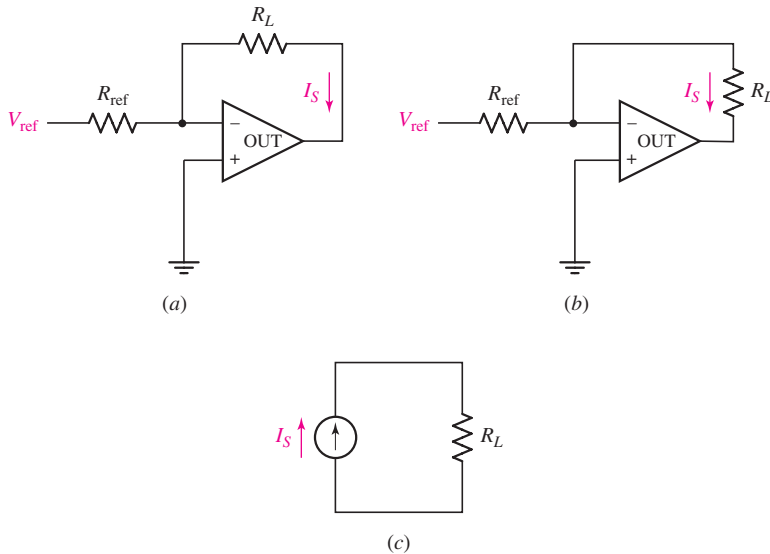 R_L
I_S
R_ref
V_ref
−
OUT
+
(a)
R_L
I_S
R_ref
V_ref
−
OUT
+
(b)
I_S
R_L
(c)